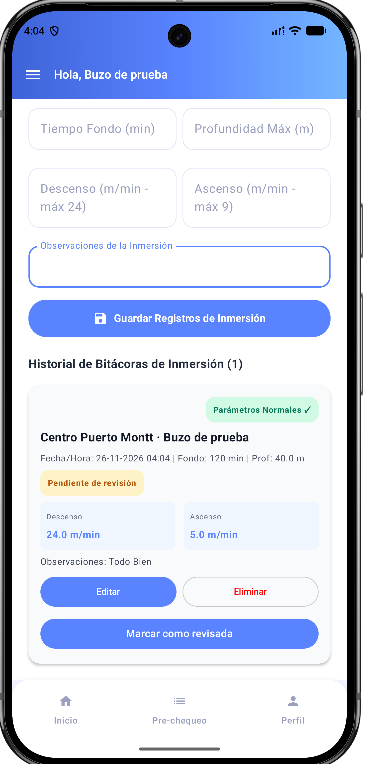 4:04
Hola, Buzo de prueba
Tiempo Fondo (min)
Profundidad Máx (m)
Descenso (m/min -
máx 24)
Ascenso (m/min -
máx 9)
Observaciones de la Inmersión
Guardar Registros de Inmersión
Historial de Bitácoras de Inmersión (1)
Parámetros Normales ✓
Centro Puerto Montt · Buzo de prueba
Fecha/Hora: 26-11-2026 04:04 | Fondo: 120 min | Prof: 40.0 m
Pendiente de revisión
Descenso
24.0 m/min
Ascenso
5.0 m/min
Observaciones: Todo Bien
Editar
Eliminar
Marcar como revisada
Inicio
Pre-chequeo
Perfil